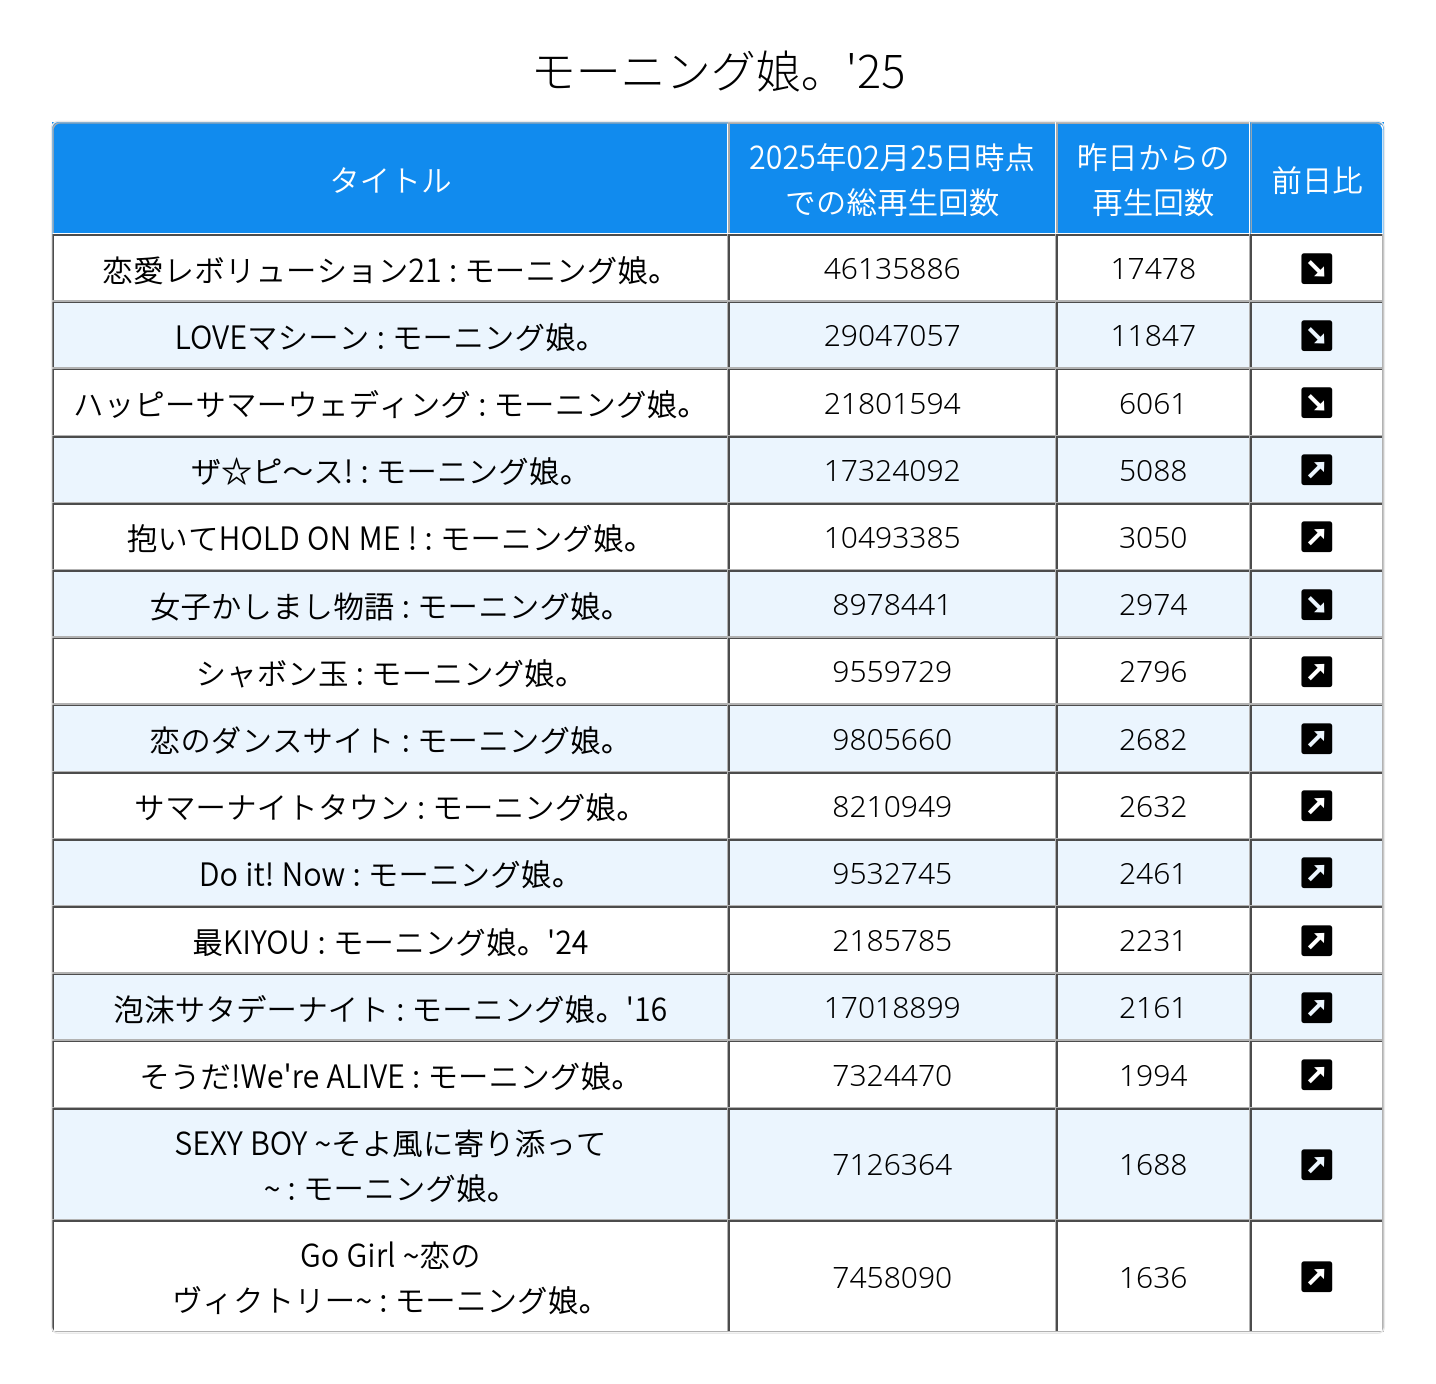 モーニング娘。'25
タイトル
2025年02月25日時点
での総再生回数
昨日からの
再生回数
前日比
恋愛レボリューション21 : モーニング娘。 46135886 17478 ↘
LOVEマシーン : モーニング娘。 29047057 11847 ↘
ハッピーサマーウェディング : モーニング娘。 21801594 6061 ↘
ザ☆ピ〜ス! : モーニング娘。 17324092 5088 ↗
抱いてHOLD ON ME ! : モーニング娘。 10493385 3050 ↗
女子かしまし物語 : モーニング娘。 8978441 2974 ↘
シャボン玉 : モーニング娘。 9559729 2796 ↗
恋のダンスサイト : モーニング娘。 9805660 2682 ↗
サマーナイトタウン : モーニング娘。 8210949 2632 ↗
Do it! Now : モーニング娘。 9532745 2461 ↗
最KIYOU : モーニング娘。'24 2185785 2231 ↗
泡沫サタデーナイト : モーニング娘。'16 17018899 2161 ↗
そうだ!We're ALIVE : モーニング娘。 7324470 1994 ↗
SEXY BOY ~そよ風に寄り添って
~ : モーニング娘。 7126364 1688 ↗
Go Girl ~恋の
ヴィクトリー~ : モーニング娘。 7458090 1636 ↗